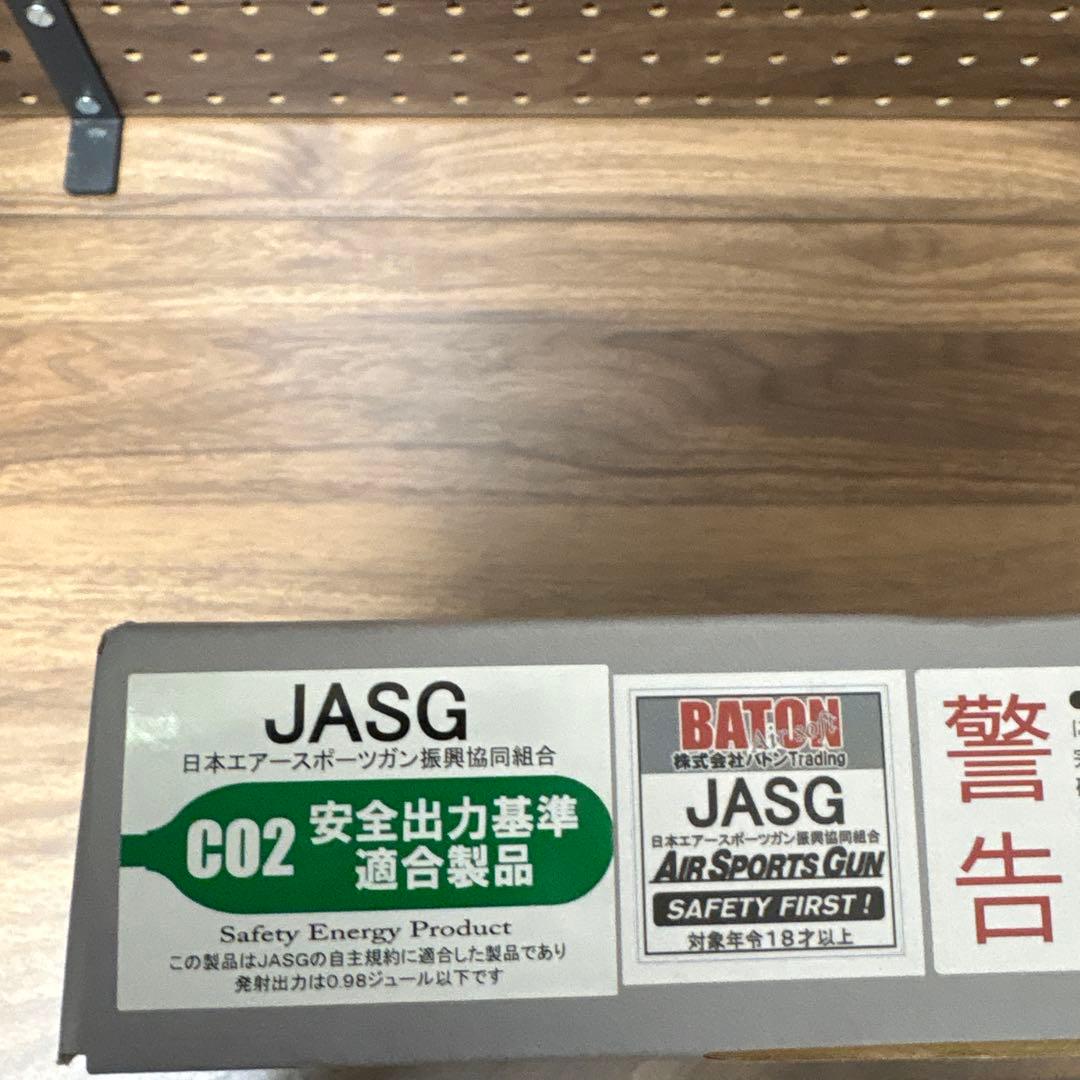 JASG
日本エアースポーツガン振興協同組合
CO2
安全出力基準
適合製品
Safety Energy Product
この製品はJASGの自主規約に適合した製品であり
発射出力は0.98ジュール以下です
BATON
Airsoft
株式会社バトンTrading
JASG
日本エアースポーツガン振興協同組合
AIR SPORTS GUN
SAFETY FIRST!
対象年令18才以上
警告